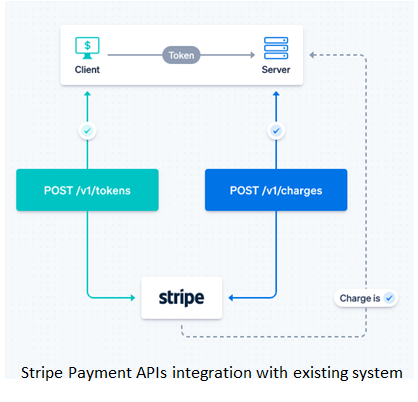 $
Token
Client
Server
POST /v1/tokens
POST /v1/charges
stripe
Charge is
Stripe Payment APIs integration with existing system